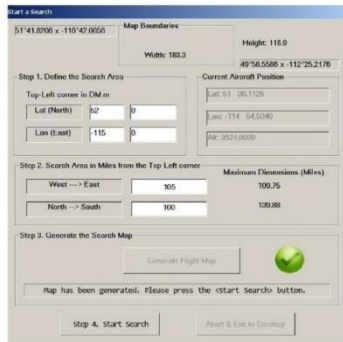 Start a Search
51°41.8206 x -116°42.0056
Map Boundaries
Width: 183.3
Height: 118.0
49°58.5586 x -112°25.2176
Step 1. Define the Search Area
Top-Left corner in DM.m
Lat (North) 52 0
Lon (East) -115 0
Current Aircraft Position
Lat: 51 38.1126
Lon: -114 54.5040
Alt: 3524.0000
Step 2. Search Area in Miles from the Top Left corner
Maximum Dimensions (Miles)
West ---> East 105 109.75
North ---> South 100 139.88
Step 3. Generate the Search Map
Generate Flight Map
Map has been generated. Please press the <Start Search> button.
Step 4. Start Search
Abort & Exit to Desktop